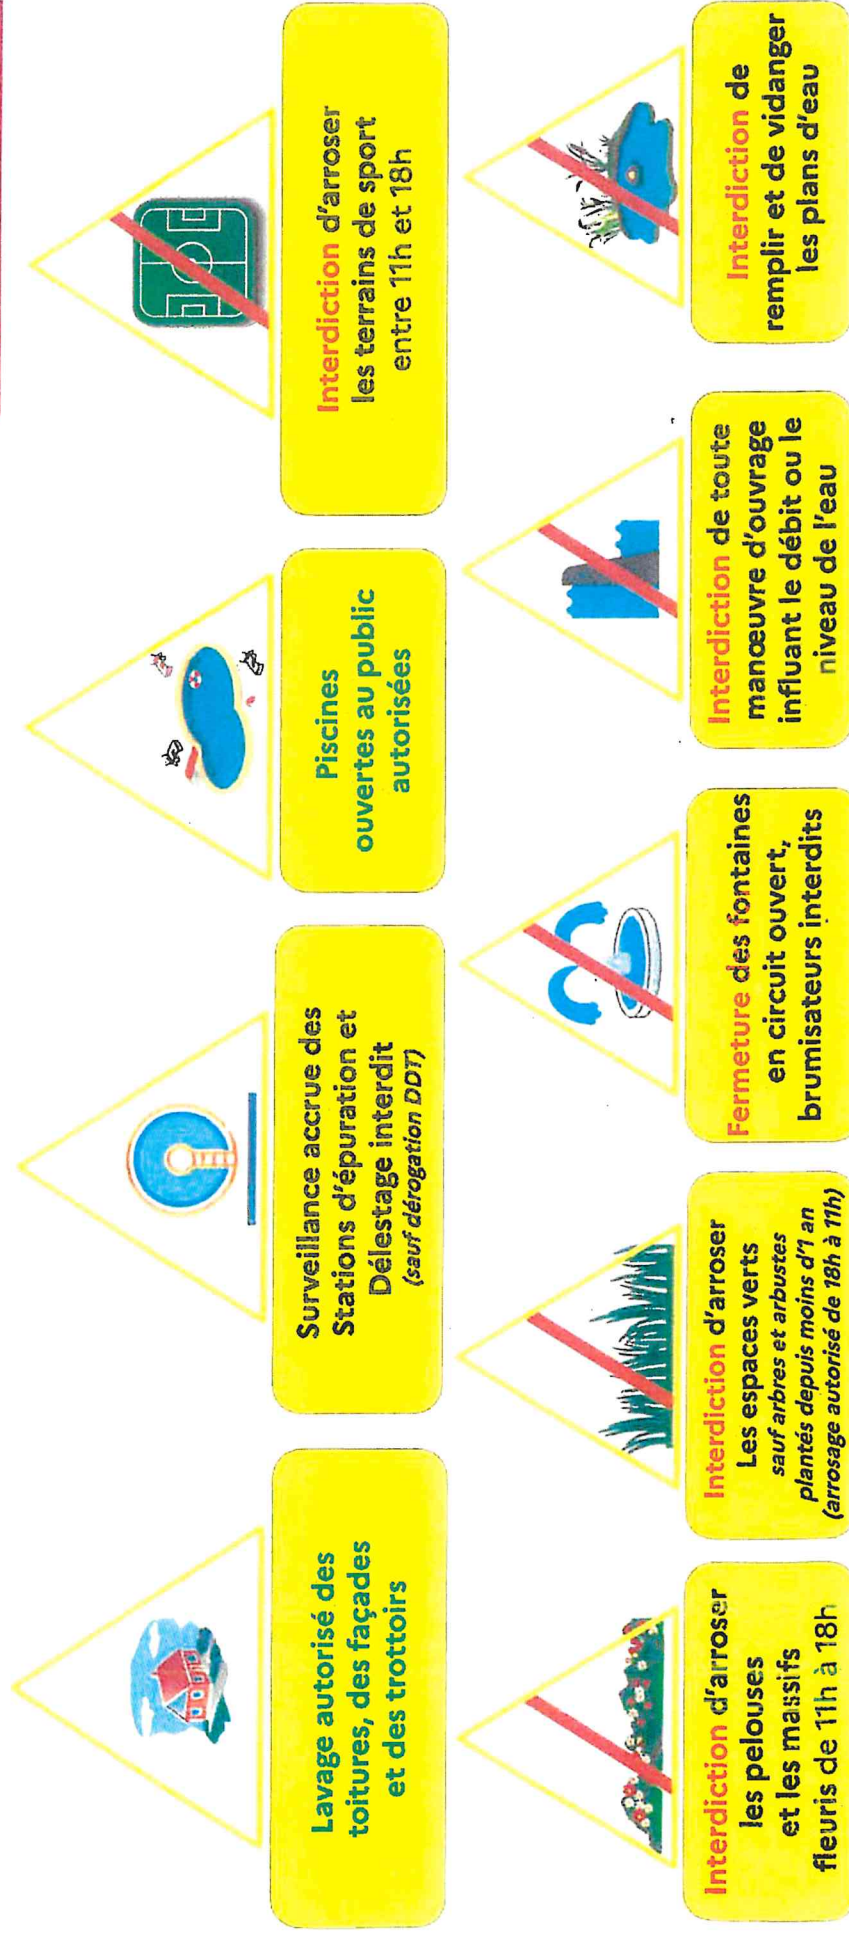 Lavage autorisé des
toitures, des façades
et des trottoirs
Surveillance accrue des
Stations d'épuration et
Délestage interdit
(sauf dérogation DDT)
Piscines
ouvertes au public
autorisées
Interdiction d'arroser
les terrains de sport
entre 11h et 18h
Interdiction d'arroser
les pelouses
et les massifs
fleuris de 11h à 18h
Interdiction d'arroser
Les espaces verts
sauf arbres et arbustes
plantés depuis moins d'1 an
(arrosage autorisé de 18h à 11h)
Fermeture des fontaines
en circuit ouvert,
brumisateurs interdits
Interdiction de toute
manœuvre d'ouvrage
influant le débit ou le
niveau de l'eau
Interdiction de
remplir et de vidanger
les plans d'eau